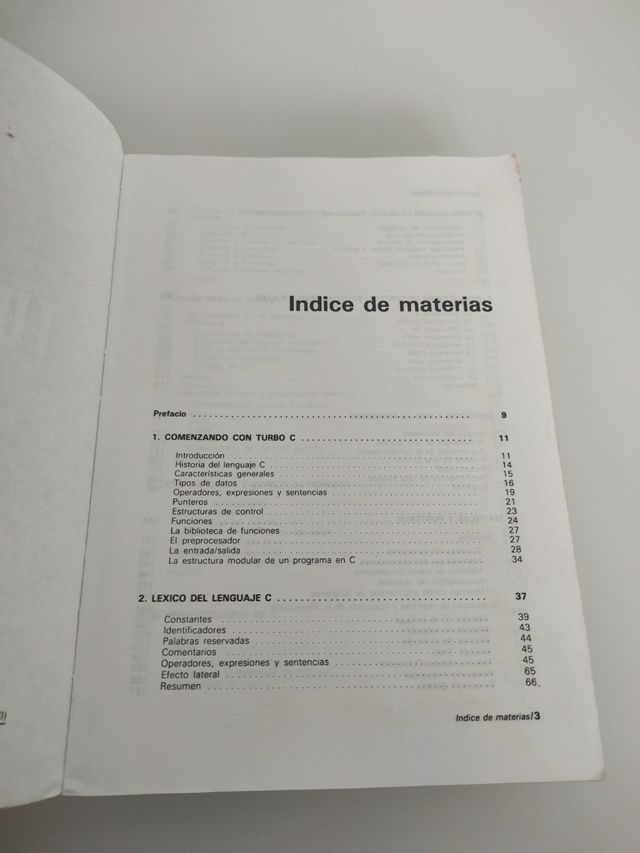 Indice de materias
Prefacio . . . . . . . . . . 9
1. COMENZANDO CON TURBO C . . . . . . . . . . 11
Introducción . . . . . . . . . . 11
Historia del lenguaje C . . . . . . . . . . 14
Características generales . . . . . . . . . . 15
Tipos de datos . . . . . . . . . . 16
Operadores, expresiones y sentencias . . . . . . . . . . 19
Punteros . . . . . . . . . . 21
Estructuras de control . . . . . . . . . . 23
Funciones . . . . . . . . . . 24
La biblioteca de funciones . . . . . . . . . . 27
El preprocesador . . . . . . . . . . 27
La entrada/salida . . . . . . . . . . 28
La estructura modular de un programa en C . . . . . . . . . . 34
2. LEXICO DEL LENGUAJE C . . . . . . . . . . 37
Constantes . . . . . . . . . . 39
Identificadores . . . . . . . . . . 43
Palabras reservadas . . . . . . . . . . 44
Comentarios . . . . . . . . . . 45
Operadores, expresiones y sentencias . . . . . . . . . . 45
Efecto lateral . . . . . . . . . . 65
Resumen . . . . . . . . . . 66
Indice de materias/3